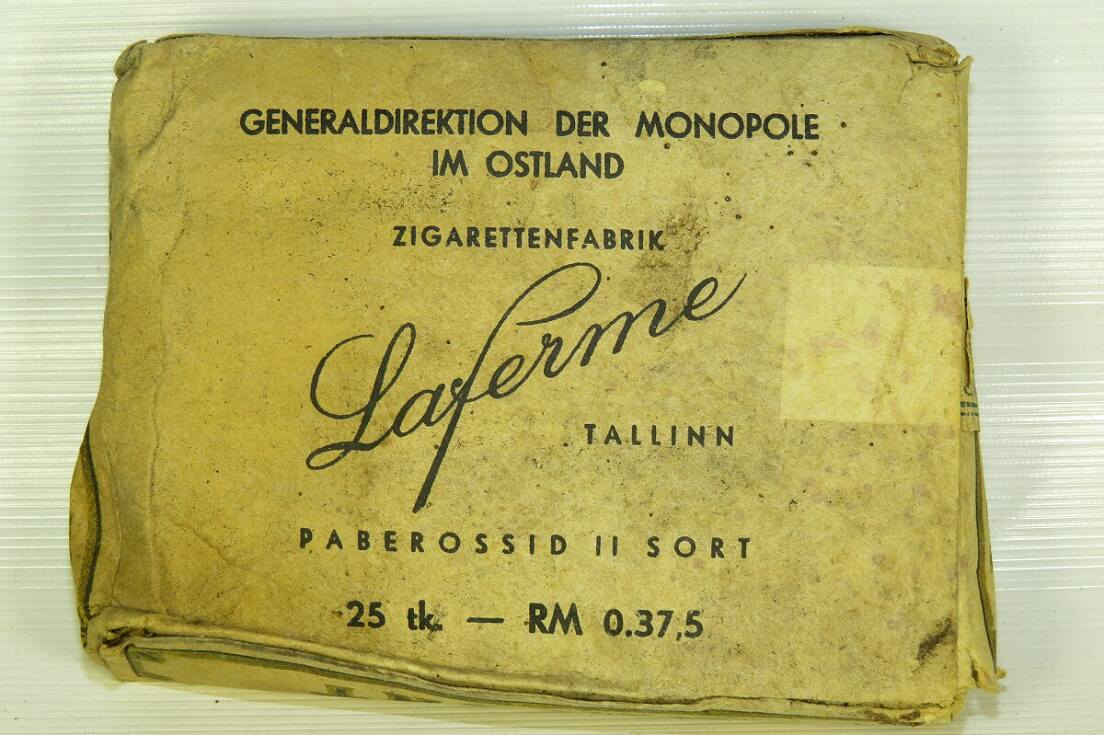 GENERALDIREKTION DER MONOPOLE
IM OSTLAND
ZIGARETTENFABRIK
Laferme
TALLINN
PABEROSSID II SORT
25 tk. — RM 0.37,5